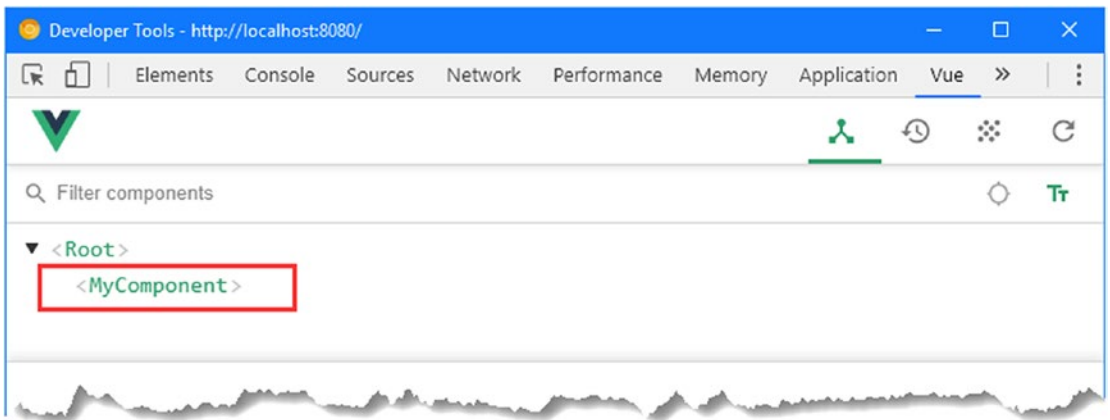 Developer Tools - http://localhost:8080/
Elements Console Sources Network Performance Memory Application Vue »
Filter components Tт
▼ <Root>
<MyComponent>